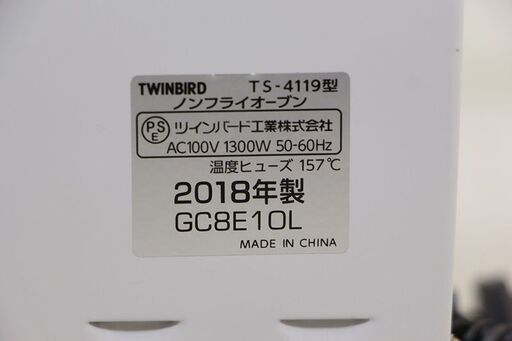 TWINBIRD TS-4119型
ノンフライオーブン
PSE ツインバード工業株式会社
AC100V 1300W 50-60Hz
温度ヒューズ 157℃
2018年製
GC8E10L
MADE IN CHINA